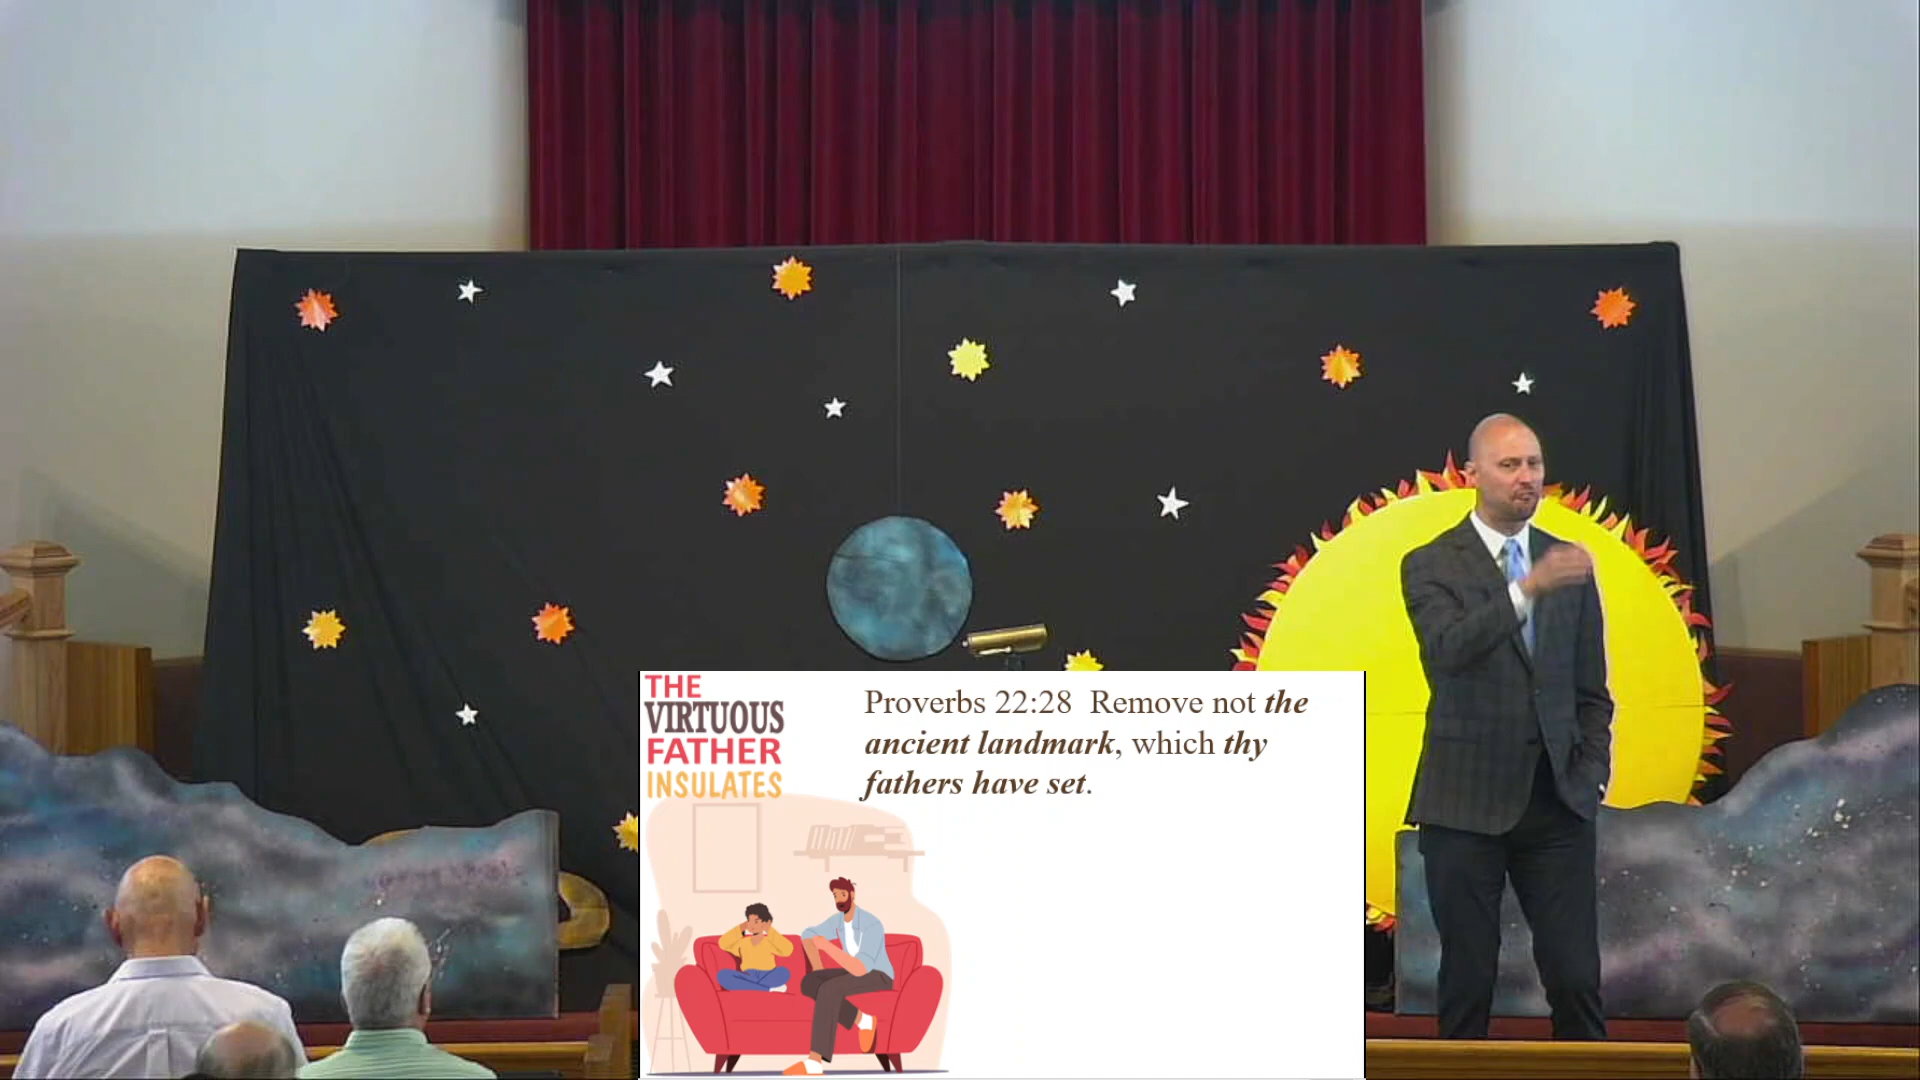 THE
VIRTUOUS
FATHER
INSULATES
Proverbs 22:28  Remove not the
ancient landmark, which thy
fathers have set.